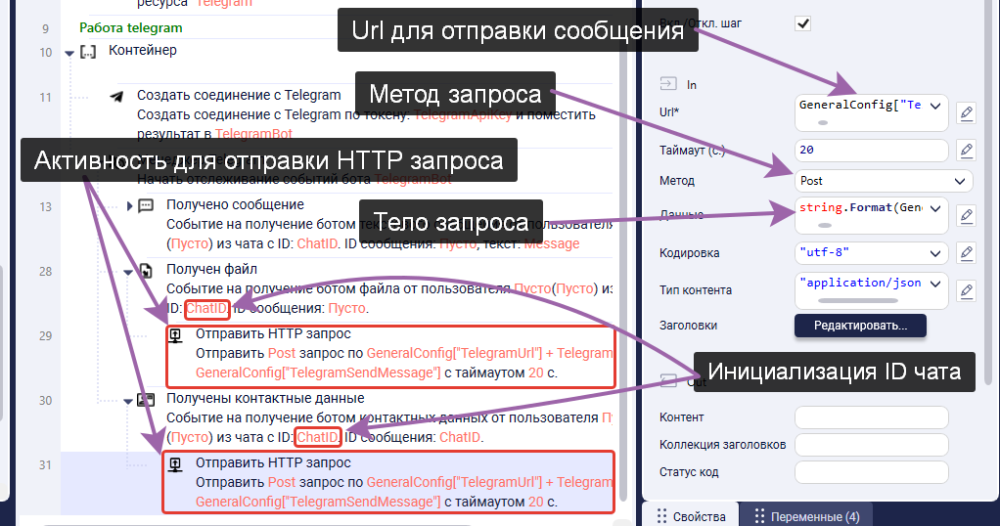 ресурса Telegram
9
Работа telegram
10
Контейнер
11
Создать соединение с Telegram
Создать соединение с Telegram по токену: TelegramApiKey и поместить
результат в TelegramBot
Начать отслеживание событий бота TelegramBot
13
Получено сообщение
Событие на получение ботом
пользователя
(Пусто) из чата с ID: ChatID. ID сообщения: Пусто, текст: Message
28
Получен файл
Событие на получение ботом файла от пользователя Пусто(Пусто) из
ID: ChatID. ID сообщения: Пусто.
29
Отправить HTTP запрос
Отправить Post запрос по GeneralConfig["TelegramUrl"] + Telegram
GeneralConfig["TelegramSendMessage"] с таймаутом 20 с.
30
Получены контактные данные
Событие на получение ботом контактных данных от пользователя П
(Пусто) из чата с ID: ChatID. ID сообщения: ChatID.
31
Отправить HTTP запрос
Отправить Post запрос по GeneralConfig["TelegramUrl"] + Telegram
GeneralConfig["TelegramSendMessage"] с таймаутом 20 с.
Url для отправки сообщения
Метод запроса
Активность для отправки HTTP запроса
Тело запроса
Инициализация ID чата
Вкл./Откл. шаг
In
Url*
GeneralConfig["Te
Таймаут (с.)
20
Метод
Post
Данные
string.Format(Gen
Кодировка
"utf-8"
Тип контента
"application/json
Заголовки
Редактировать...
Out
Контент
Коллекция заголовков
Статус код
Свойства
Переменные (4)